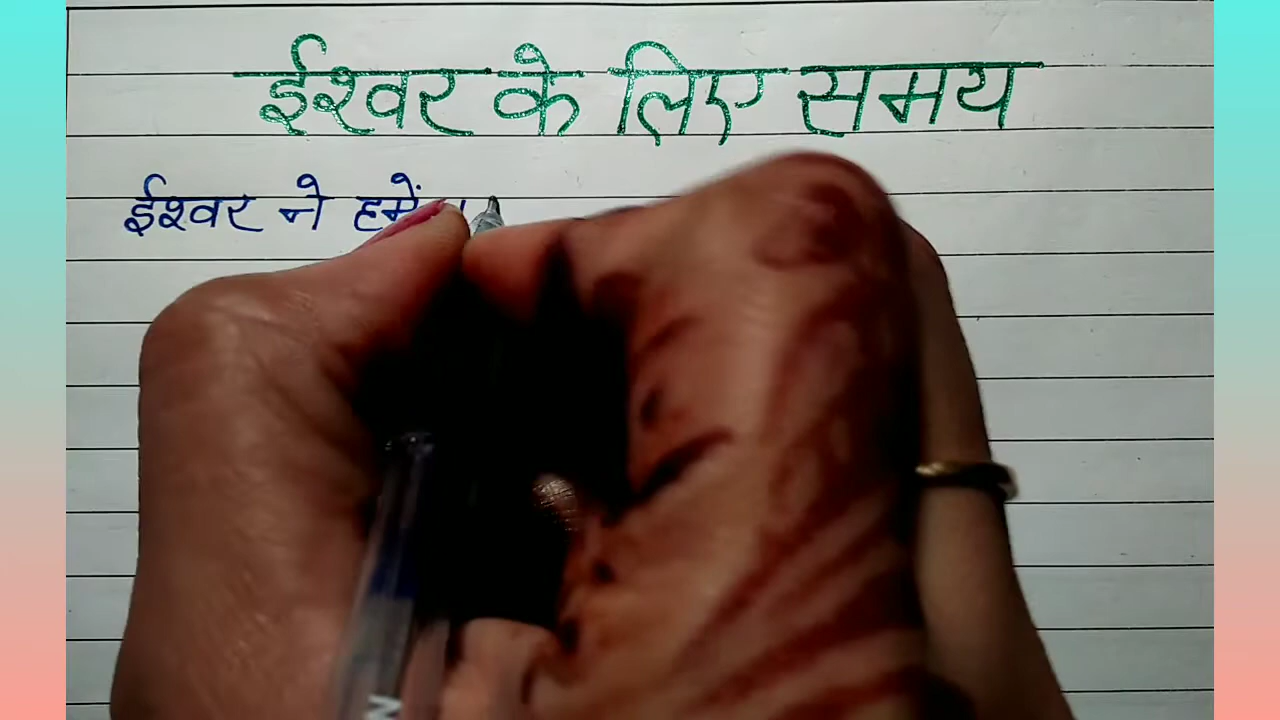 ईश्वर के लिए समय
ईश्वर ने हमें